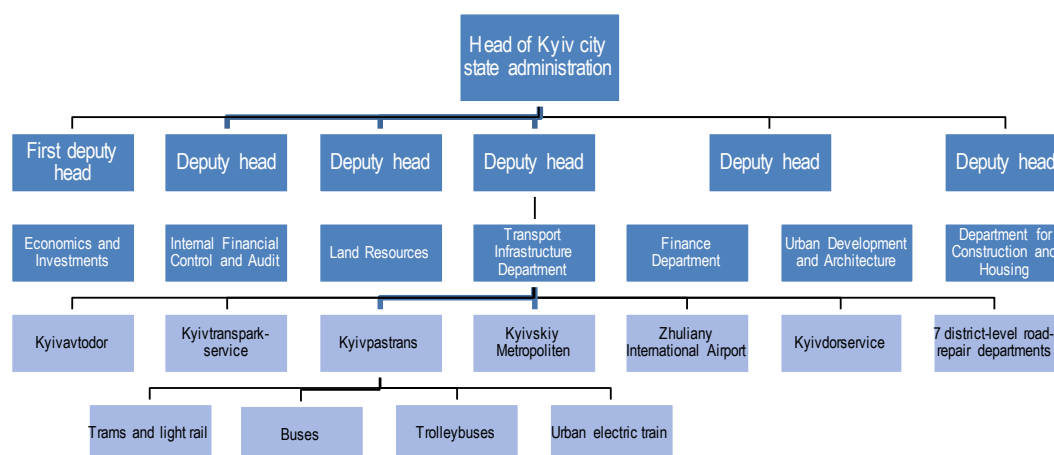 Head of Kyiv city
state administration
First deputy
head
Deputy head
Deputy head
Deputy head
Deputy head
Deputy head
Economics and
Investments
Internal Financial
Control and Audit
Land Resources
Transport
Infrastructure
Department
Finance
Department
Urban Development
and Architecture
Department for
Construction and
Housing
Kyivavtodor
Kyivtranspark-
service
Kyivpastrans
Kyivskiy
Metropoliten
Zhuliany
International Airport
Kyivdorservice
7 district-level road-
repair departments
Trams and light rail
Buses
Trolleybuses
Urban electric train